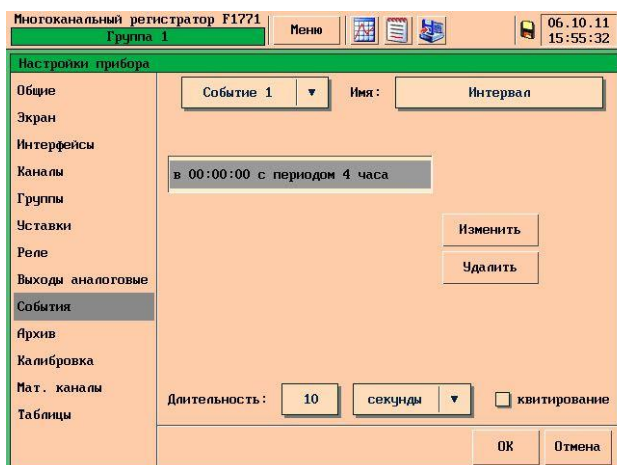 Многоканальный регистратор F1771
Группа 1
Меню
06.10.11
15:55:32
Настройки прибора
Общие
Экран
Интерфейсы
Каналы
Группы
Уставки
Реле
Выходы аналоговые
События
Архив
Калибровка
Мат. каналы
Таблицы
Событие 1
Имя:
Интервал
в 00:00:00 с периодом 4 часа
Изменить
Удалить
Длительность:
10
секунды
квитирование
ОК
Отмена